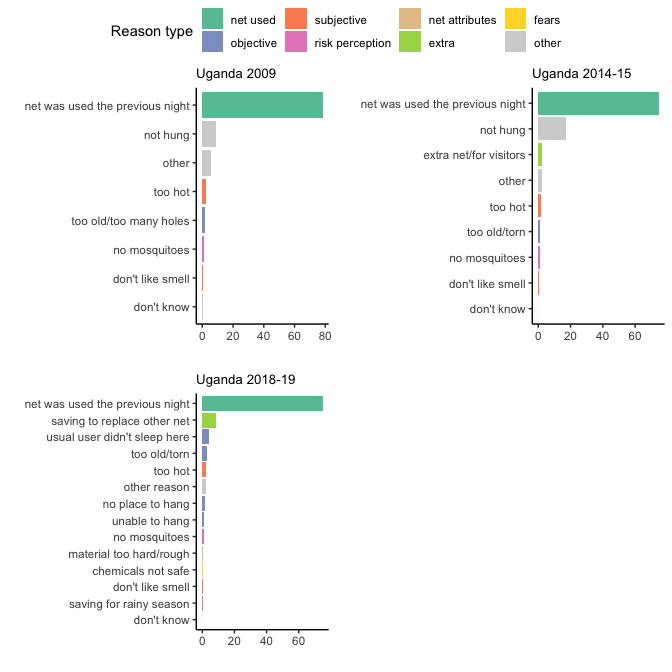 Reason type
net used
subjective
net attributes
fears
objective
risk perception
extra
other
Uganda 2009
net was used the previous night
not hung
other
too hot
too old/too many holes
no mosquitoes
don't like smell
don't know
0 20 40 60 80
Uganda 2014-15
net was used the previous night
not hung
extra net/for visitors
other
too hot
too old/torn
no mosquitoes
don't like smell
don't know
0 20 40 60
Uganda 2018-19
net was used the previous night
saving to replace other net
usual user didn't sleep here
too old/torn
too hot
other reason
no place to hang
unable to hang
no mosquitoes
material too hard/rough
chemicals not safe
don't like smell
saving for rainy season
don't know
0 20 40 60